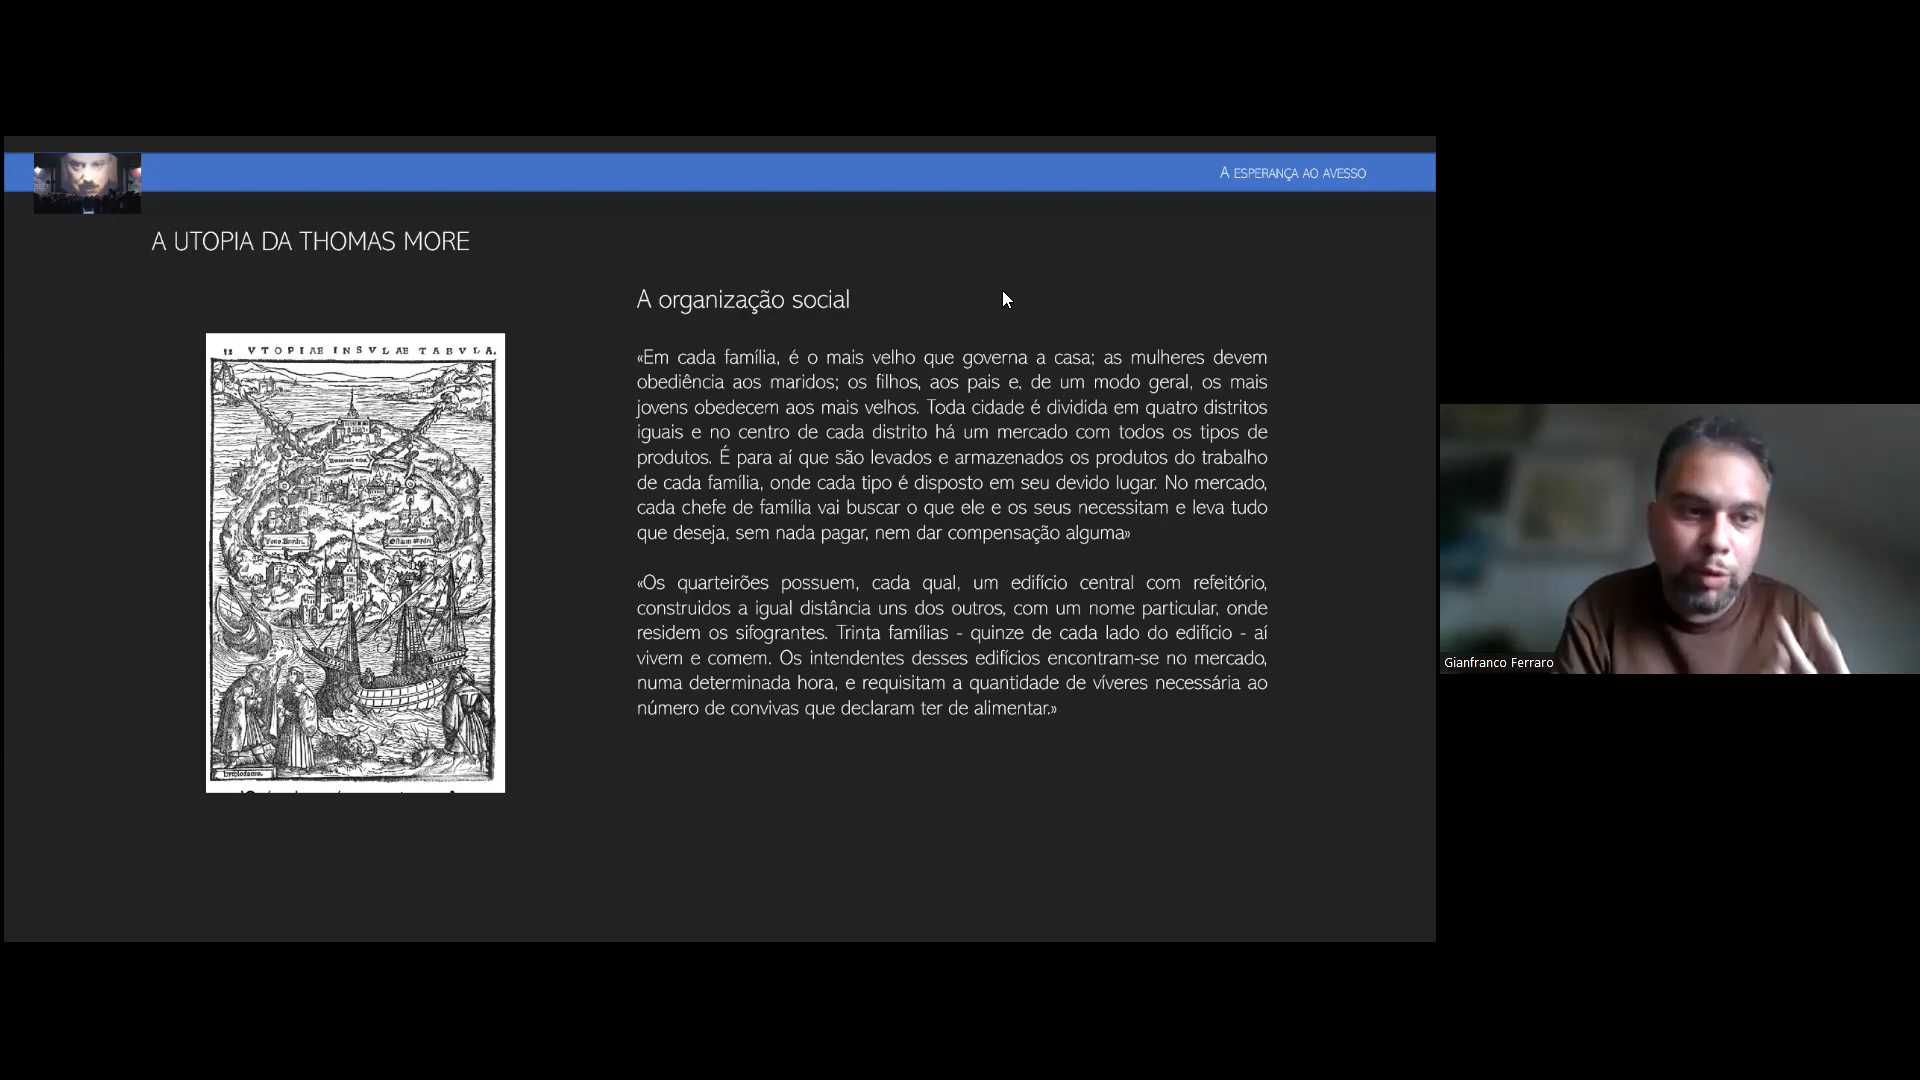 A ESPERANÇA AO AVESSO
A UTOPIA DA THOMAS MORE
A organização social
12 VTOPIAE INSVLAE TABVLA.
«Em cada família, é o mais velho que governa a casa; as mulheres devem
obediência aos maridos; os filhos, aos pais e, de um modo geral, os mais
jovens obedecem aos mais velhos. Toda cidade é dividida em quatro distritos
iguais e no centro de cada distrito há um mercado com todos os tipos de
produtos. É para aí que são levados e armazenados os produtos do trabalho
de cada família, onde cada tipo é disposto em seu devido lugar. No mercado,
cada chefe de família vai buscar o que ele e os seus necessitam e leva tudo
que deseja, sem nada pagar, nem dar compensação alguma»
«Os quarteirões possuem, cada qual, um edifício central com refeitório,
construidos a igual distância uns dos outros, com um nome particular, onde
residem os sifograntes. Trinta famílias - quinze de cada lado do edifício - aí
vivem e comem. Os intendentes desses edifícios encontram-se no mercado,
numa determinada hora, e requisitam a quantidade de víveres necessária ao
número de convivas que declaram ter de alimentar.»
Gianfranco Ferraro